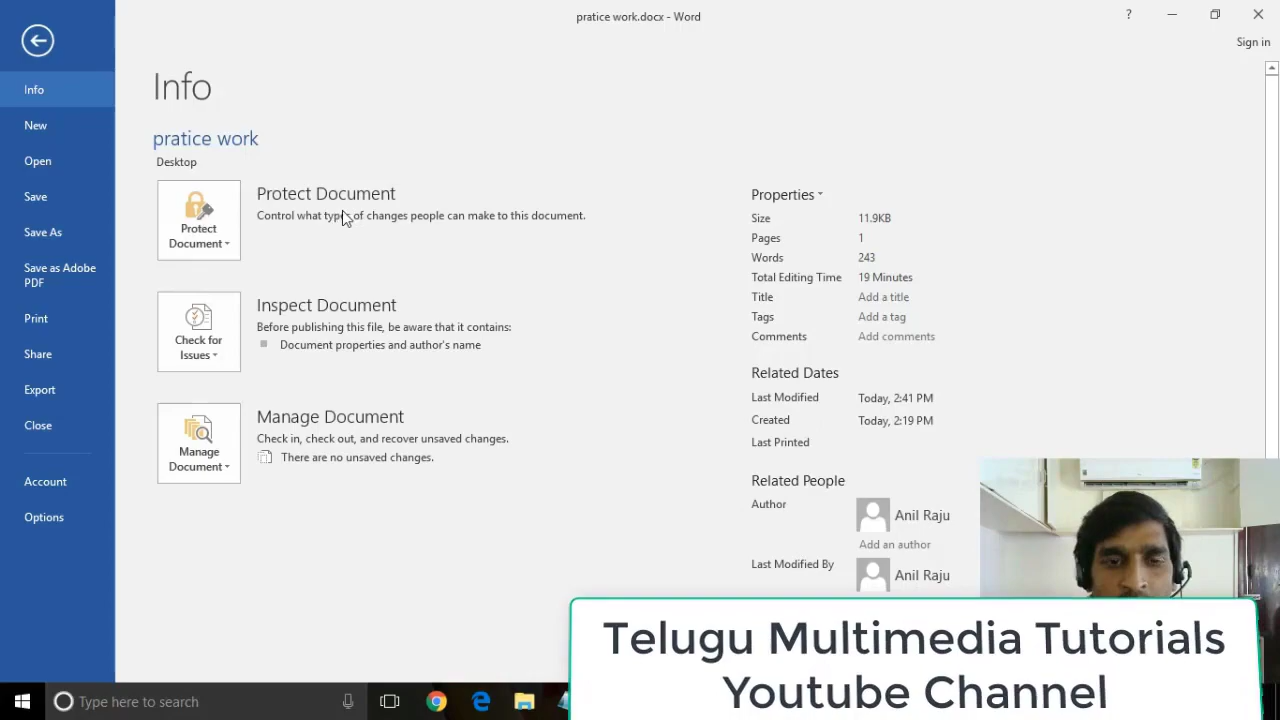 pratice work.docx - Word
?
Sign in
Info
New
Open
Save
Save As
Save as Adobe
PDF
Print
Share
Export
Close
Account
Options
Info
pratice work
Desktop
Protect
Document
Protect Document
Control what types of changes people can make to this document.
Check for
Issues
Inspect Document
Before publishing this file, be aware that it contains:
Document properties and author's name
Manage
Document
Manage Document
Check in, check out, and recover unsaved changes.
There are no unsaved changes.
Properties
Size 11.9KB
Pages 1
Words 243
Total Editing Time 19 Minutes
Title Add a title
Tags Add a tag
Comments Add comments
Related Dates
Last Modified Today, 2:41 PM
Created Today, 2:19 PM
Last Printed
Related People
Author Anil Raju
Add an author
Last Modified By Anil Raju
Telugu Multimedia Tutorials
Youtube Channel
Type here to search